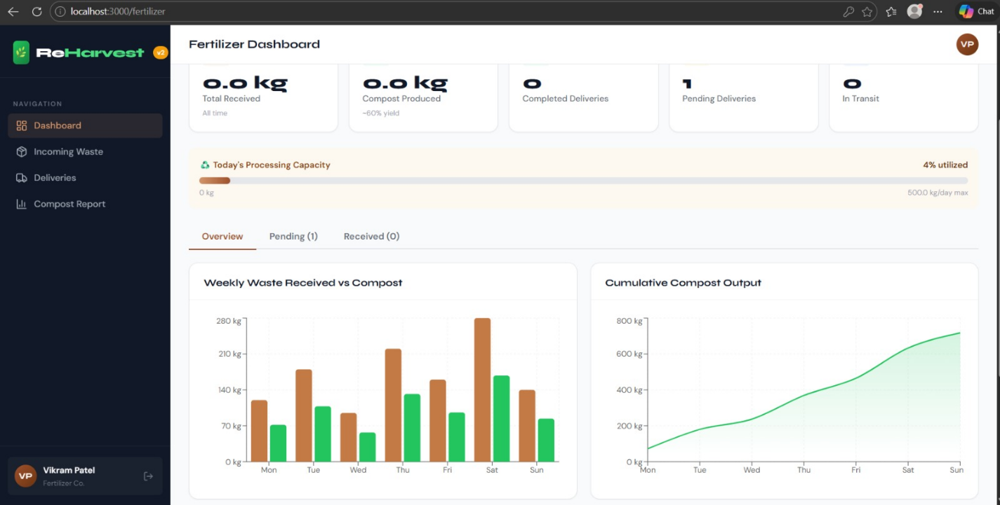 localhost:3000/fertilizer
Chat
ReHarvest v2
NAVIGATION
Dashboard
Incoming Waste
Deliveries
Compost Report
Vikram Patel
VP
Fertilizer Co.
Fertilizer Dashboard
VP
0.0 kg
Total Received
All time
0.0 kg
Compost Produced
~60% yield
0
Completed Deliveries
1
Pending Deliveries
0
In Transit
Today's Processing Capacity
4% utilized
0 kg
500.0 kg/day max
Overview
Pending (1)
Received (0)
Weekly Waste Received vs Compost
280 kg
210 kg
140 kg
70 kg
0 kg
Mon
Tue
Wed
Thu
Fri
Sat
Sun
Cumulative Compost Output
800 kg
600 kg
400 kg
200 kg
0 kg
Mon
Tue
Wed
Thu
Fri
Sat
Sun